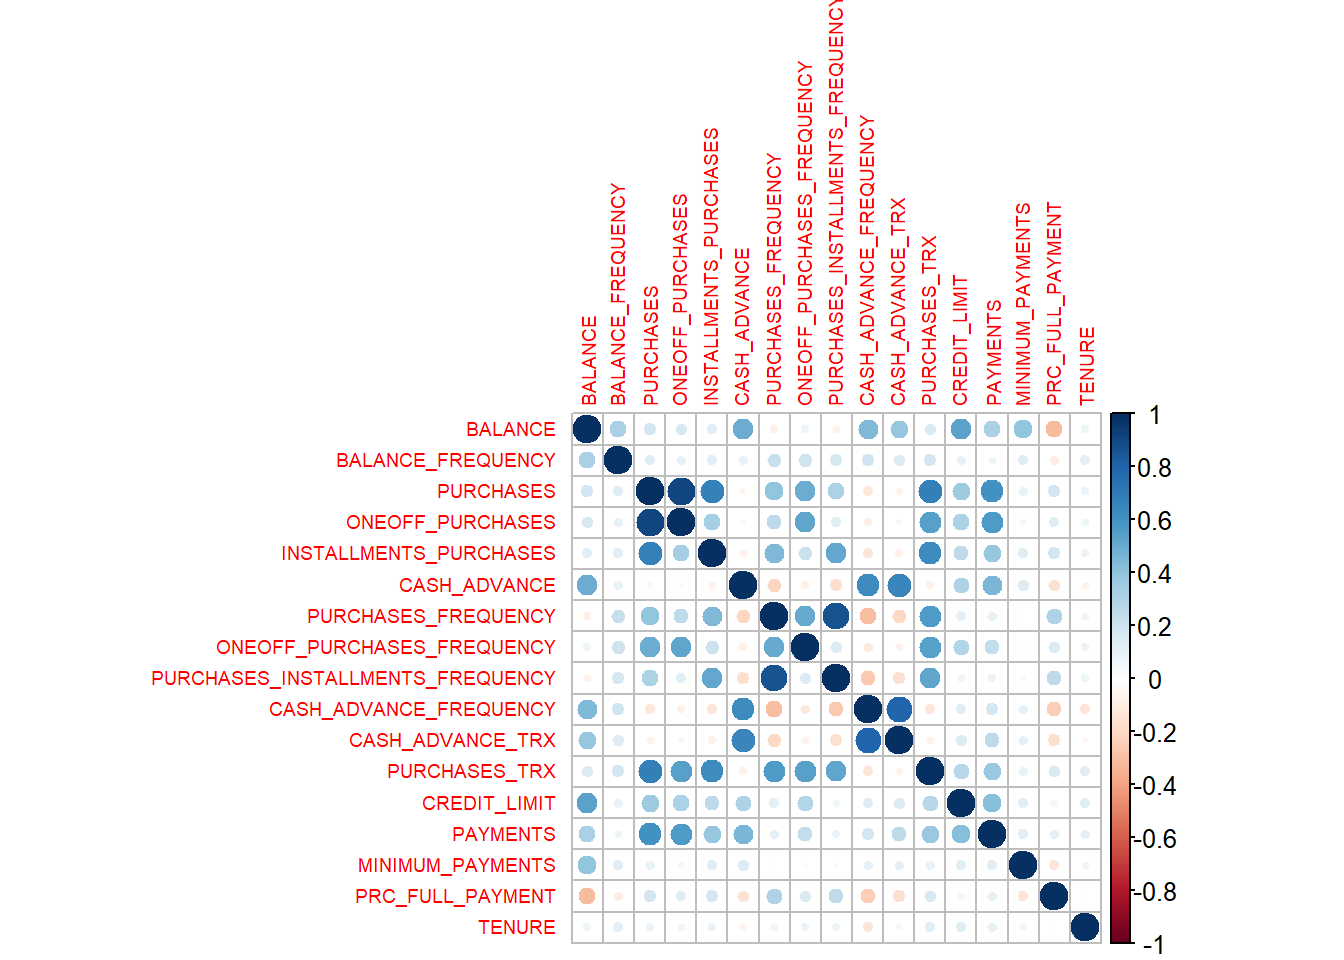 BALANCE
BALANCE_FREQUENCY
PURCHASES
ONEOFF_PURCHASES
INSTALLMENTS_PURCHASES
CASH_ADVANCE
PURCHASES_FREQUENCY
ONEOFF_PURCHASES_FREQUENCY
PURCHASES_INSTALLMENTS_FREQUENCY
CASH_ADVANCE_FREQUENCY
CASH_ADVANCE_TRX
PURCHASES_TRX
CREDIT_LIMIT
PAYMENTS
MINIMUM_PAYMENTS
PRC_FULL_PAYMENT
TENURE
BALANCE
BALANCE_FREQUENCY
PURCHASES
ONEOFF_PURCHASES
INSTALLMENTS_PURCHASES
CASH_ADVANCE
PURCHASES_FREQUENCY
ONEOFF_PURCHASES_FREQUENCY
PURCHASES_INSTALLMENTS_FREQUENCY
CASH_ADVANCE_FREQUENCY
CASH_ADVANCE_TRX
PURCHASES_TRX
CREDIT_LIMIT
PAYMENTS
MINIMUM_PAYMENTS
PRC_FULL_PAYMENT
TENURE
1
0.8
0.6
0.4
0.2
0
-0.2
-0.4
-0.6
-0.8
-1